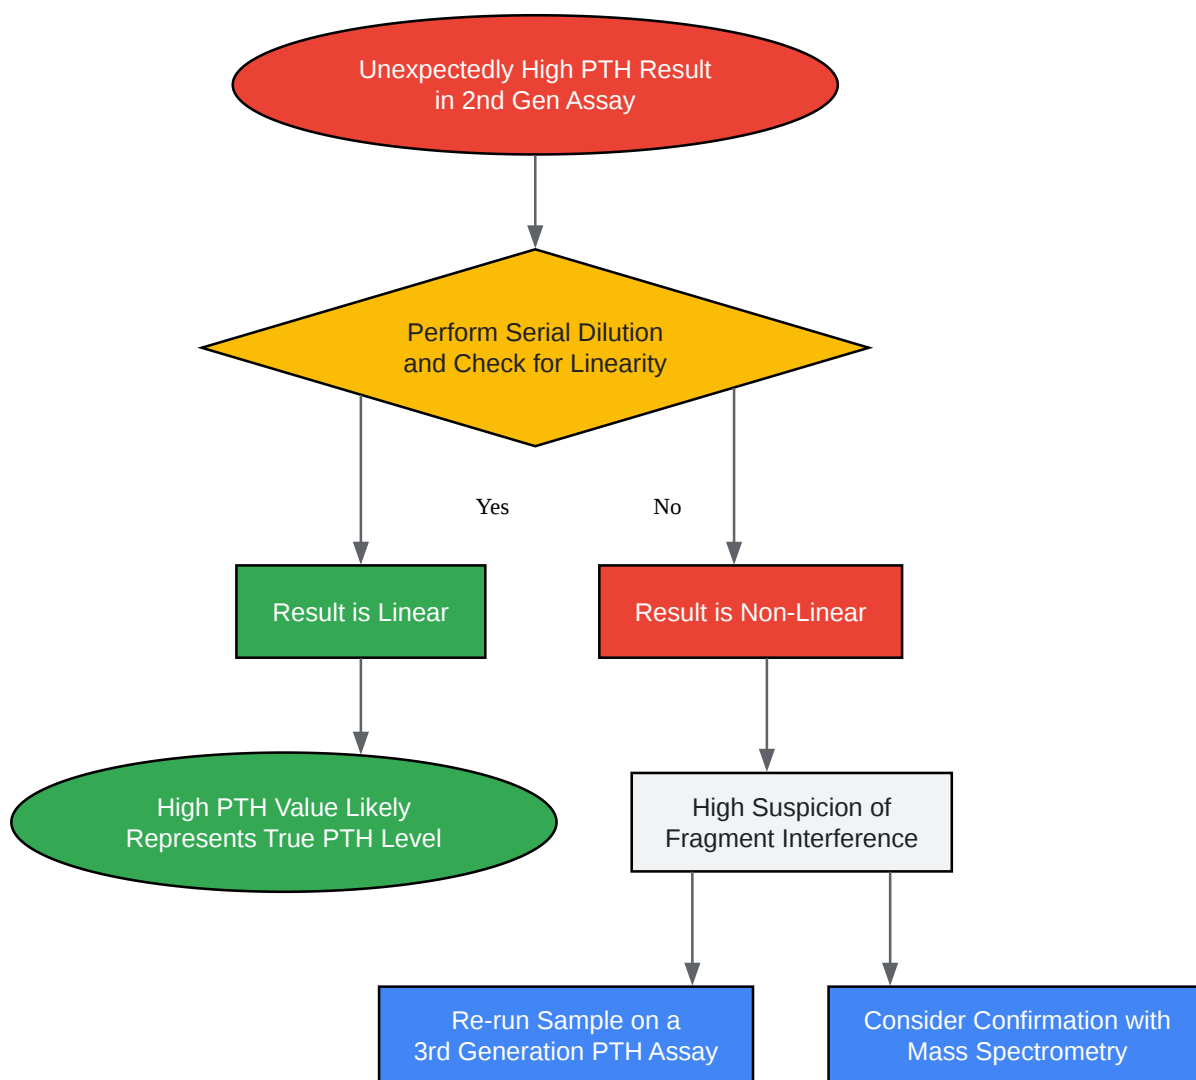 Unexpectedly High PTH Result
in 2nd Gen Assay
Perform Serial Dilution
and Check for Linearity
Yes
No
Result is Linear
Result is Non-Linear
High PTH Value Likely
Represents True PTH Level
High Suspicion of
Fragment Interference
Re-run Sample on a
3rd Generation PTH Assay
Consider Confirmation with
Mass Spectrometry